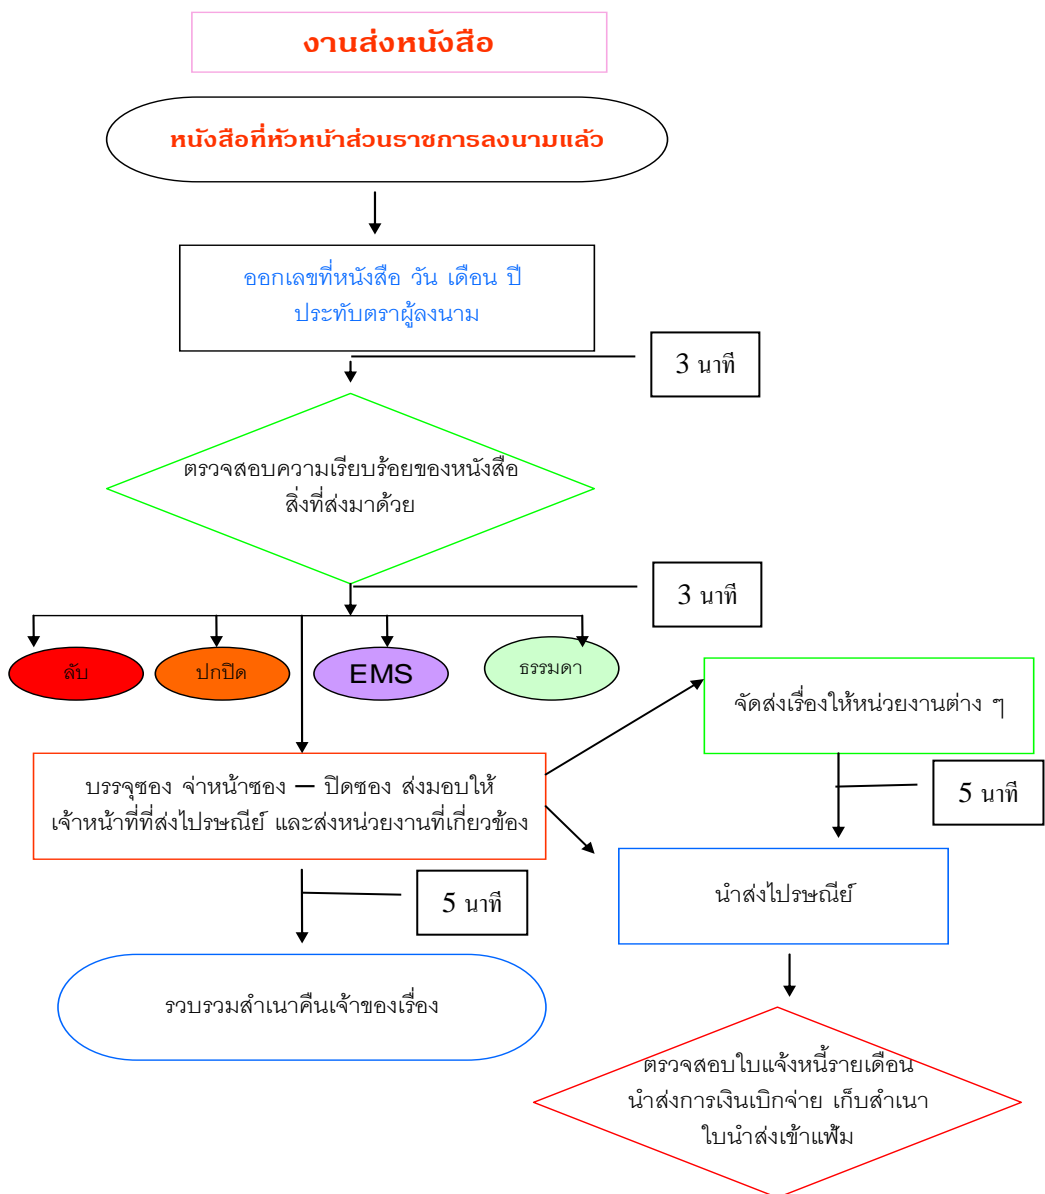 งานส่งหนังสือ
หนังสือที่หัวหน้าส่วนราชการลงนามแล้ว
ออกเลขที่หนังสือ วัน เดือน ปี
ประทับตราผู้ลงนาม
3 นาที
ตรวจสอบความเรียบร้อยของหนังสือ
สิ่งที่ส่งมาด้วย
3 นาที
ลับ
ปกปิด
EMS
ธรรมดา
จัดส่งเรื่องให้หน่วยงานต่าง ๆ
บรรจุซอง จ่าหน้าซอง – ปิดซอง ส่งมอบให้
เจ้าหน้าที่ที่ส่งไปรษณีย์ และส่งหน่วยงานที่เกี่ยวข้อง
5 นาที
5 นาที
นำส่งไปรษณีย์
รวบรวมสำเนาคืนเจ้าของเรื่อง
ตรวจสอบใบแจ้งหนี้รายเดือน
นำส่งการเงินเบิกจ่าย เก็บสำเนา
ใบนำส่งเข้าแฟ้ม